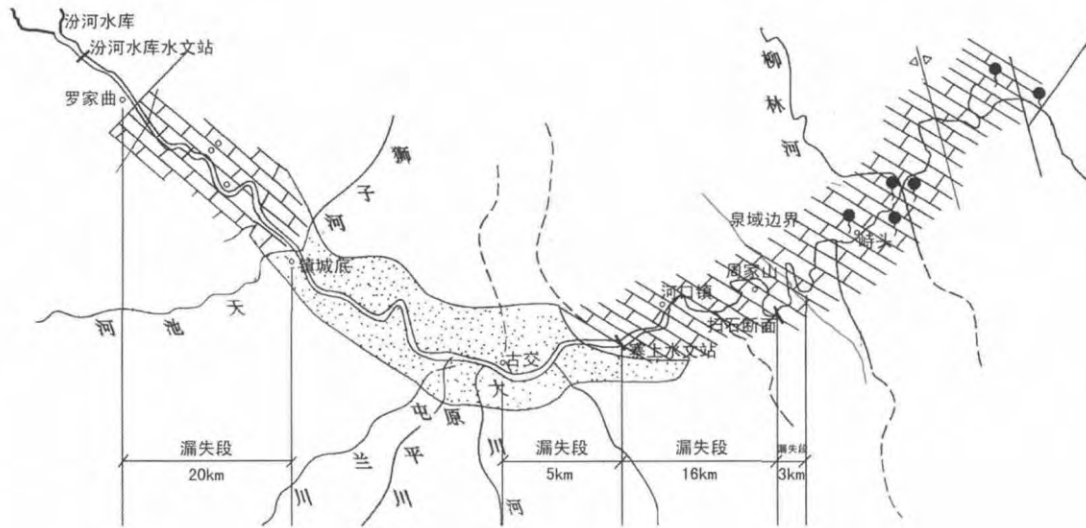 汾河水库
汾河水库水文站
罗家曲
狮子河
柳林河
泉域边界
峙头
周家山
河口镇
扫石断面
寨上水文站
镇城底
天池河
古交
屯兰川
原平川
大川河
漏失段
20km
漏失段
5km
漏失段
16km
漏失段
3km